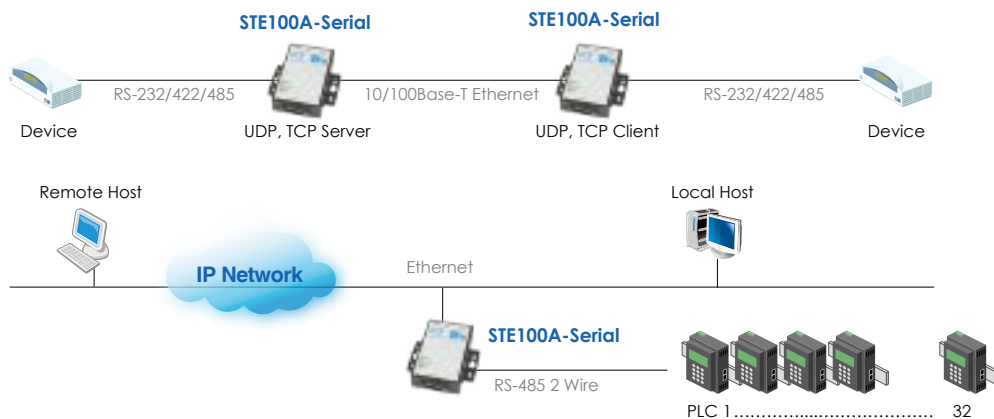 STE100A-Serial STE100A-Serial
RS-232/422/485 10/100Base-T Ethernet RS-232/422/485
Device UDP, TCP Server UDP, TCP Client Device
Remote Host Local Host
IP Network Ethernet
STE100A-Serial
RS-485 2 Wire
PLC 1................................... 32